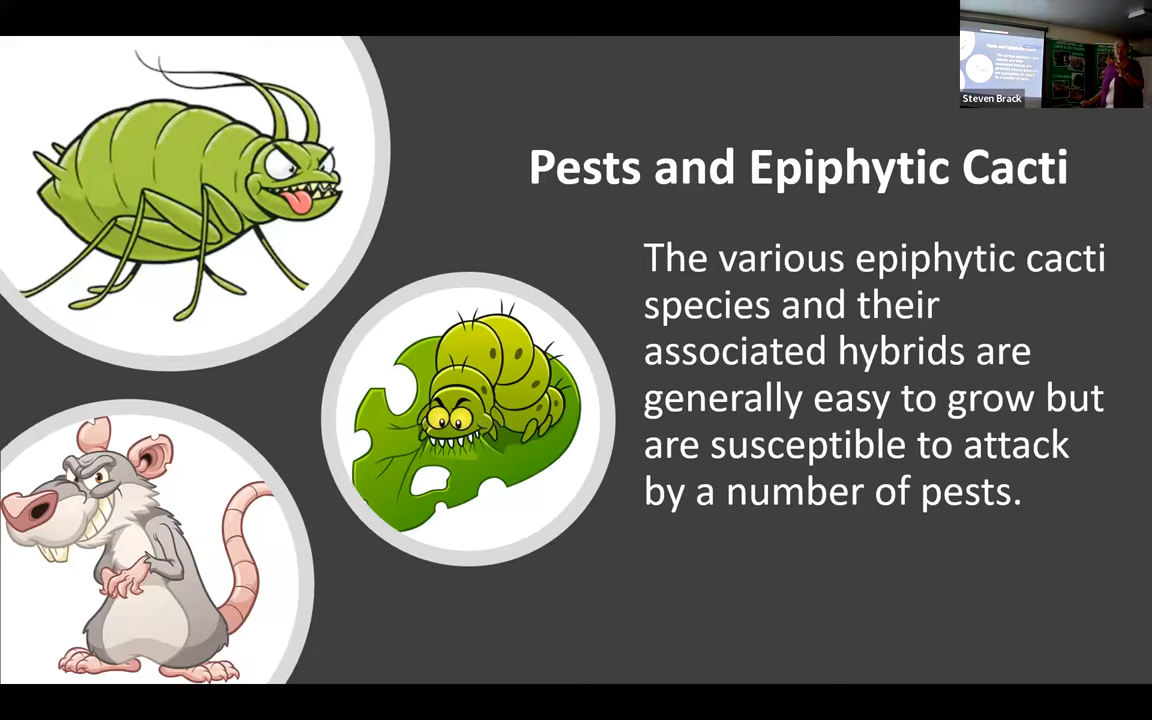 Pests and Epiphytic Cacti
The various epiphytic cacti
species and their
associated hybrids are
generally easy to grow but
are susceptible to attack
by a number of pests.
Steven Brack